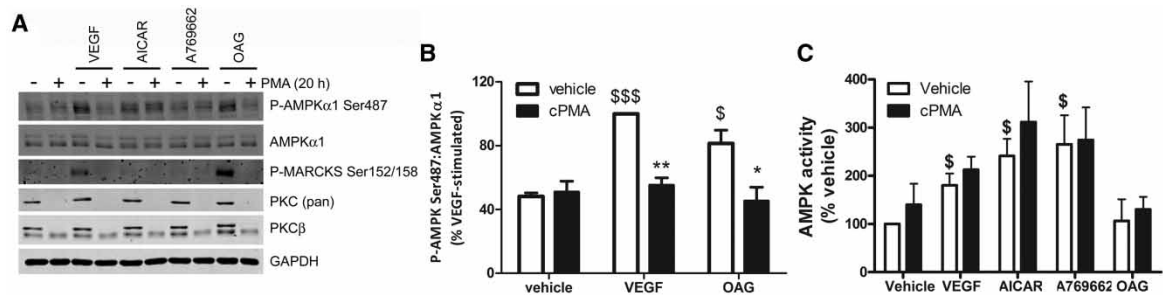 A
VEGF
AICAR
A769662
OAG
- + - + - + - + - + PMA (20 h)
P-AMPKα1 Ser487
AMPKα1
P-MARCKS Ser152/158
PKC (pan)
PKCβ
GAPDH
B
P-AMPK Ser487:AMPKα1
(% VEGF-stimulated)
120
80
40
0
vehicle
cPMA
$$$
**
$
*
vehicle VEGF OAG
C
AMPK activity
(% vehicle)
400
300
200
100
0
Vehicle
cPMA
$
$
$
Vehicle VEGF AICAR A769662 OAG